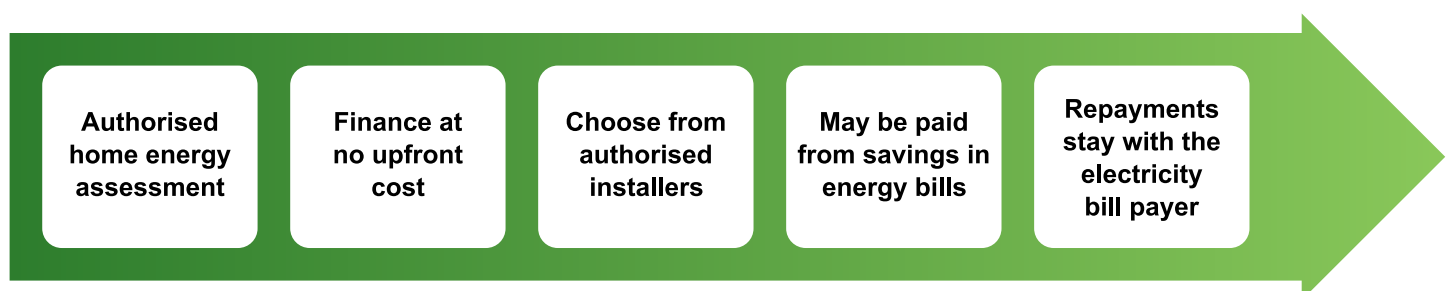 Authorised
home energy
assessment
Finance at
no upfront
cost
Choose from
authorised
installers
May be paid
from savings in
energy bills
Repayments
stay with the
electricity
bill payer